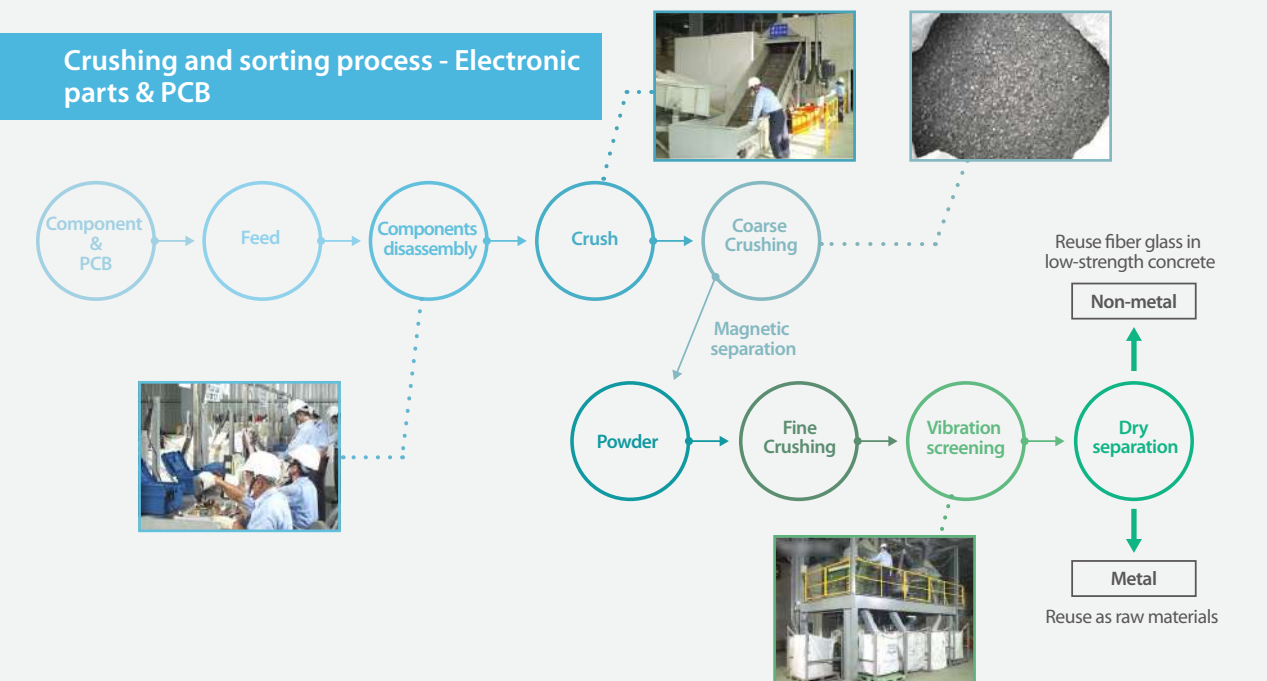 Crushing and sorting process - Electronic
parts & PCB
Component
&
PCB
Feed
Components
disassembly
Crush
Coarse
Crushing
Magnetic
separation
Powder
Fine
Crushing
Vibration
screening
Dry
separation
Reuse fiber glass in
low-strength concrete
Non-metal
Metal
Reuse as raw materials